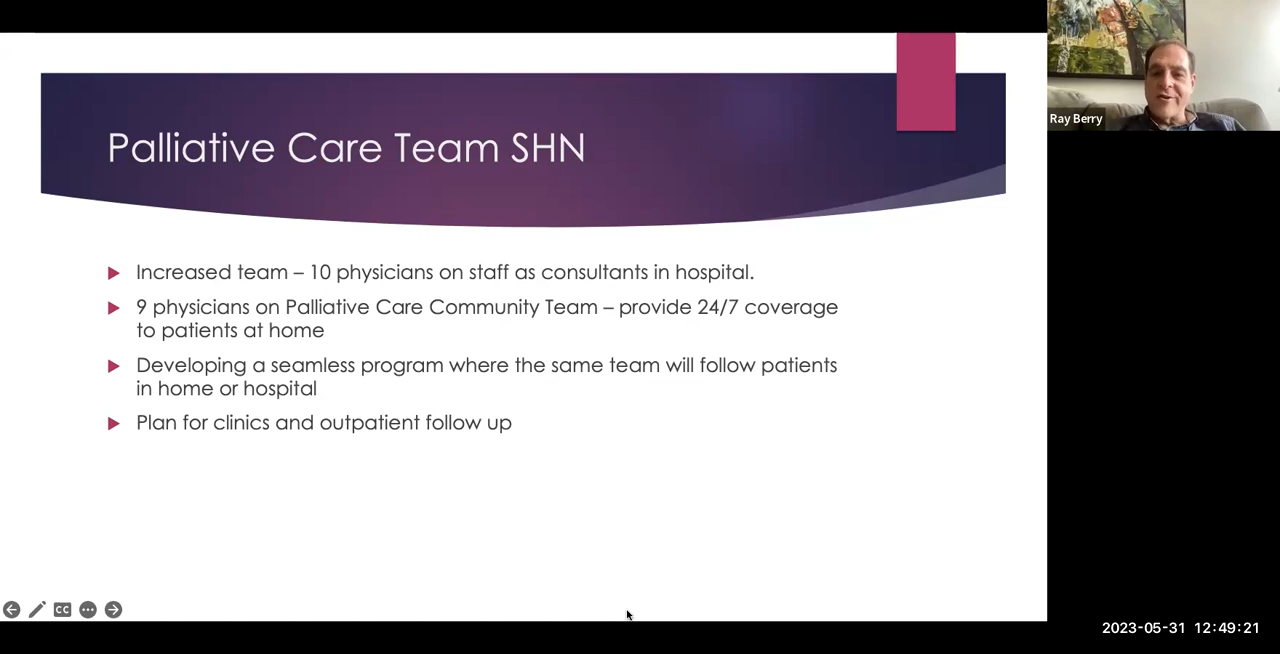 Palliative Care Team SHN
Increased team – 10 physicians on staff as consultants in hospital.
9 physicians on Palliative Care Community Team – provide 24/7 coverage
to patients at home
Developing a seamless program where the same team will follow patients
in home or hospital
Plan for clinics and outpatient follow up
Ray Berry
CC
2023-05-31 12:49:21